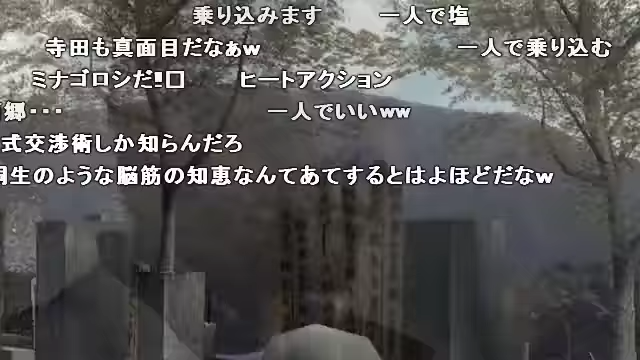 乗り込みます
一人で塩
寺田も真面目だなぁw
一人で乗り込む
ミナゴロシだ!!□
ヒートアクション
郷・・・
一人でいいww
式交渉術しか知らんだろ
桐生のような脳筋の知恵なんてあてするとはよほどだなw